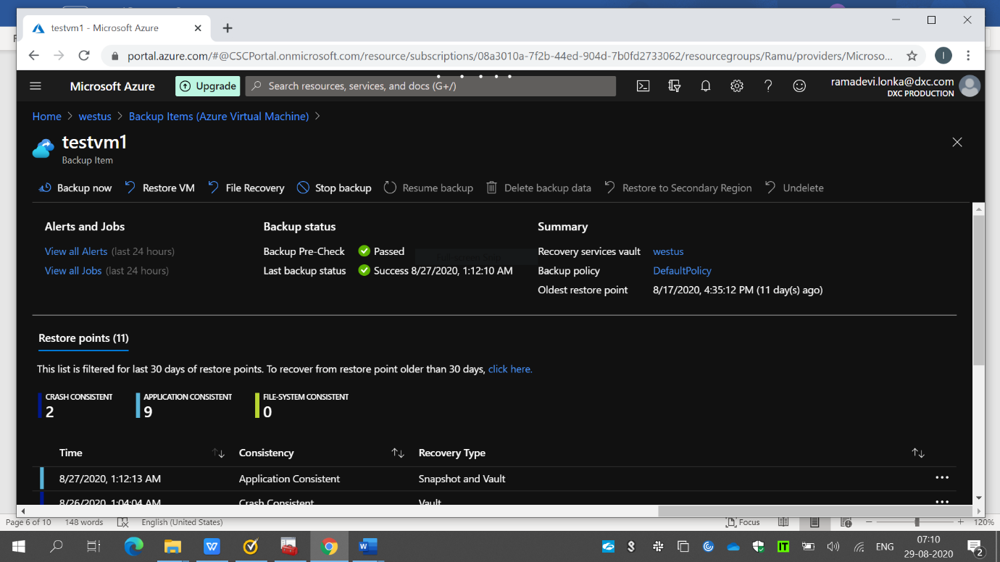 testvm1 - Microsoft Azure
portal.azure.com/#@CSCPortal.onmicrosoft.com/resource/subscriptions/08a3010a-7f2b-44ed-904d-7b0fd2733062/resourcegroups/Ramu/providers/Microso...
I
Microsoft Azure
Upgrade
Search resources, services, and docs (G+/)
ramadevi.lonka@dxc.com
DXC PRODUCTION
Home > westus > Backup Items (Azure Virtual Machine) >
testvm1
Backup Item
Backup now Restore VM File Recovery Stop backup Resume backup Delete backup data Restore to Secondary Region Undelete
Alerts and Jobs Backup status Summary
View all Alerts (last 24 hours) Backup Pre-Check Passed Recovery services vault westus
View all Jobs (last 24 hours) Last backup status Success 8/27/2020, 1:12:10 AM Backup policy DefaultPolicy
Oldest restore point 8/17/2020, 4:35:12 PM (11 day(s) ago)
Full-screen Snip
Restore points (11)
This list is filtered for last 30 days of restore points. To recover from restore point older than 30 days, click here.
CRASH CONSISTENT APPLICATION CONSISTENT FILE-SYSTEM CONSISTENT
2 9 0
Time Consistency Recovery Type
8/27/2020, 1:12:13 AM Application Consistent Snapshot and Vault
8/26/2020, 1:04:04 AM Crash Consistent Vault
Page 6 of 10 148 words English (United States) Focus 120%
ENG 07:10
29-08-2020 2